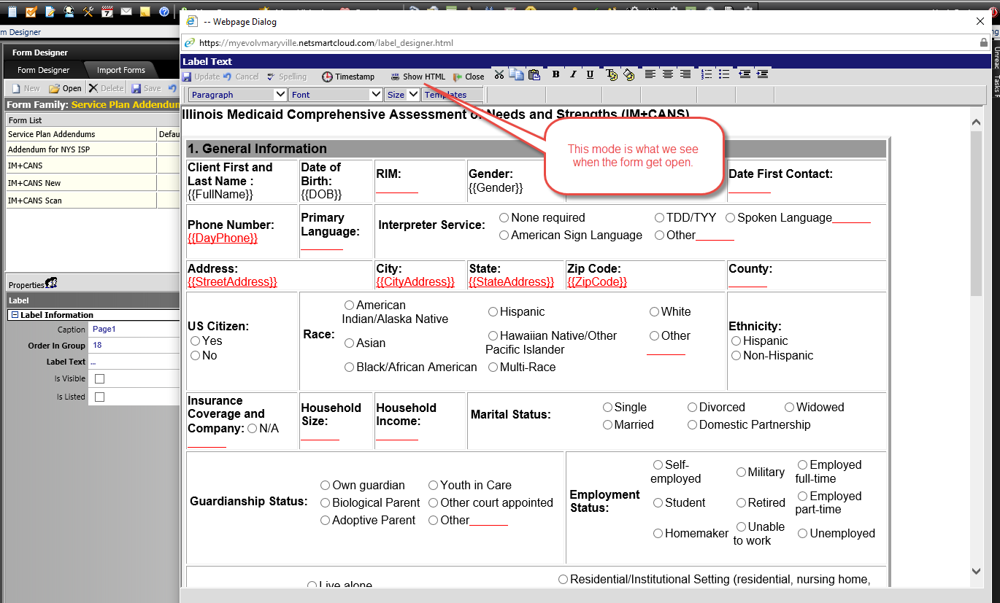 -- Webpage Dialog
m Designer
https://myevolvmaryville.netsmartcloud.com/label_designer.html
Form Designer
Label Text
Form Designer Import Forms
Update Cancel Spelling Timestamp Show HTML Close B I U
New Open Delete Save
Paragraph Font Size Templates
Form Family: Service Plan Addendum
Form List
Service Plan Addendums Defau
Addendum for NYS ISP
IM+CANS
IM+CANS New
IM+CANS Scan
Properties
Label
Label Information
Caption Page1
Order In Group 18
Label Text ...
Is Visible
Is Listed
Illinois Medicaid Comprehensive Assessment of Needs and Strengths (IM+CANS)
This mode is what we see
when the form get open.
1. General Information
Client First and
Last Name :
{{FullName}}
Date of
Birth:
{{DOB}}
RIM:
Gender:
{{Gender}}
Date First Contact:
Phone Number:
{{DayPhone}}
Primary
Language:
Interpreter Service:
None required TDD/TYY Spoken Language______
American Sign Language Other______
Address:
{{StreetAddress}}
City:
{{CityAddress}}
State:
{{StateAddress}}
Zip Code:
{{ZipCode}}
County:
US Citizen:
Yes
No
Race:
American
Indian/Alaska Native
Asian
Black/African American
Hispanic
Hawaiian Native/Other
Pacific Islander
Multi-Race
White
Other
Ethnicity:
Hispanic
Non-Hispanic
Insurance
Coverage and
Company: N/A
Household
Size:
Household
Income:
Marital Status:
Single Divorced Widowed
Married Domestic Partnership
Guardianship Status:
Own guardian Youth in Care
Biological Parent Other court appointed
Adoptive Parent Other______
Employment
Status:
Self-
employed
Military
Employed
full-time
Student
Retired
Employed
part-time
Homemaker
Unable
to work
Unemployed
Live alone
Residential/Institutional Setting (residential, nursing home,
Unreac
Tasks F